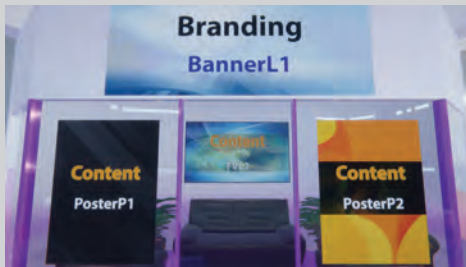 Branding
BannerL1
Content
PosterP1
Content
Content
PosterP2